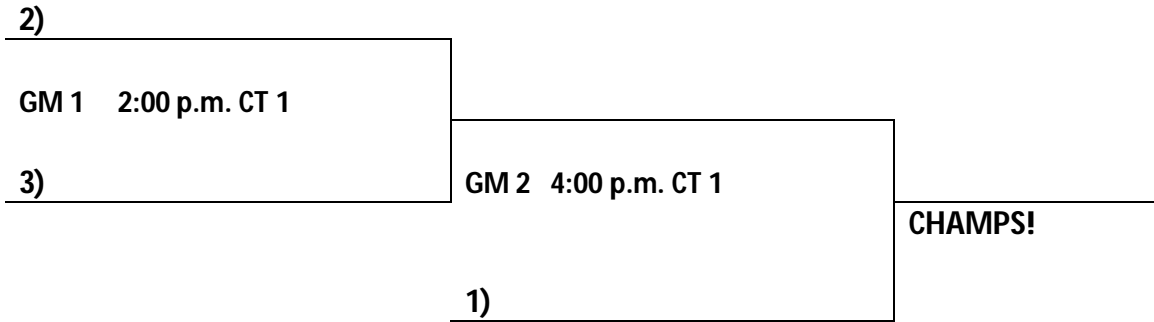 2)
GM 1 2:00 p.m. CT 1
3)
GM 2 4:00 p.m. CT 1
CHAMPS!
1)